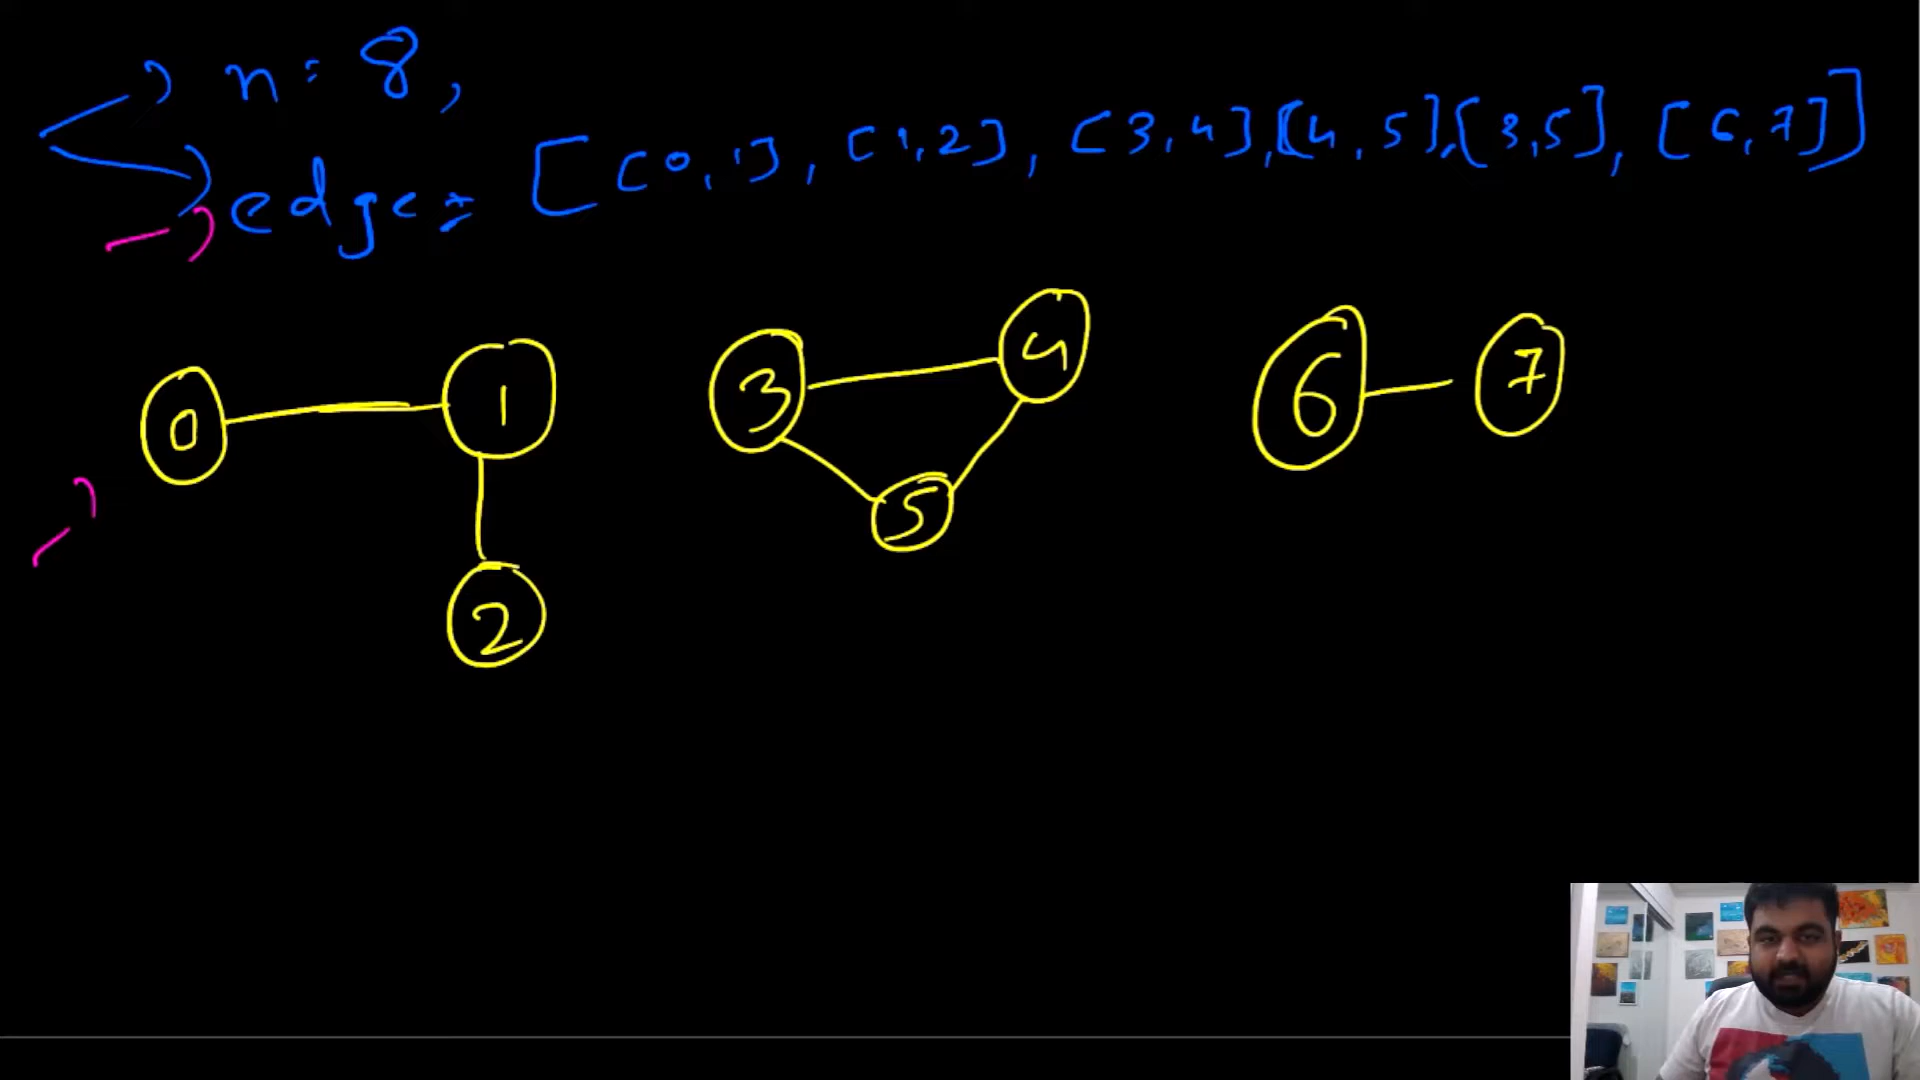 n = 8,
edge = [[0,1], [1,2], [3,4], [4,5], [3,5], [6,7]]
0 1 3 4 6 7
5
2